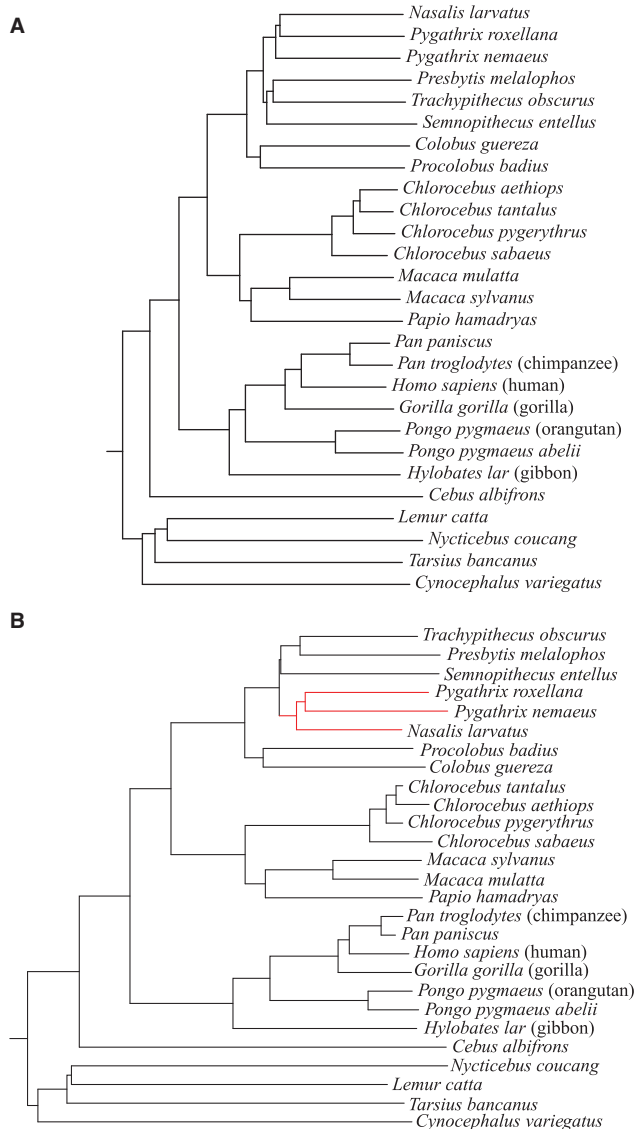 A
Nasalis larvatus
Pygathrix roxellana
Pygathrix nemaeus
Presbytis melalophos
Trachypithecus obscurus
Semnopithecus entellus
Colobus guereza
Procolobus badius
Chlorocebus aethiops
Chlorocebus tantalus
Chlorocebus pygerythrus
Chlorocebus sabaeus
Macaca mulatta
Macaca sylvanus
Papio hamadryas
Pan paniscus
Pan troglodytes (chimpanzee)
Homo sapiens (human)
Gorilla gorilla (gorilla)
Pongo pygmaeus (orangutan)
Pongo pygmaeus abelii
Hylobates lar (gibbon)
Cebus albifrons
Lemur catta
Nycticebus coucang
Tarsius bancanus
Cynocephalus variegatus
B
Trachypithecus obscurus
Presbytis melalophos
Semnopithecus entellus
Pygathrix roxellana
Pygathrix nemaeus
Nasalis larvatus
Procolobus badius
Colobus guereza
Chlorocebus tantalus
Chlorocebus aethiops
Chlorocebus pygerythrus
Chlorocebus sabaeus
Macaca sylvanus
Macaca mulatta
Papio hamadryas
Pan troglodytes (chimpanzee)
Pan paniscus
Homo sapiens (human)
Gorilla gorilla (gorilla)
Pongo pygmaeus (orangutan)
Pongo pygmaeus abelii
Hylobates lar (gibbon)
Cebus albifrons
Nycticebus coucang
Lemur catta
Tarsius bancanus
Cynocephalus variegatus